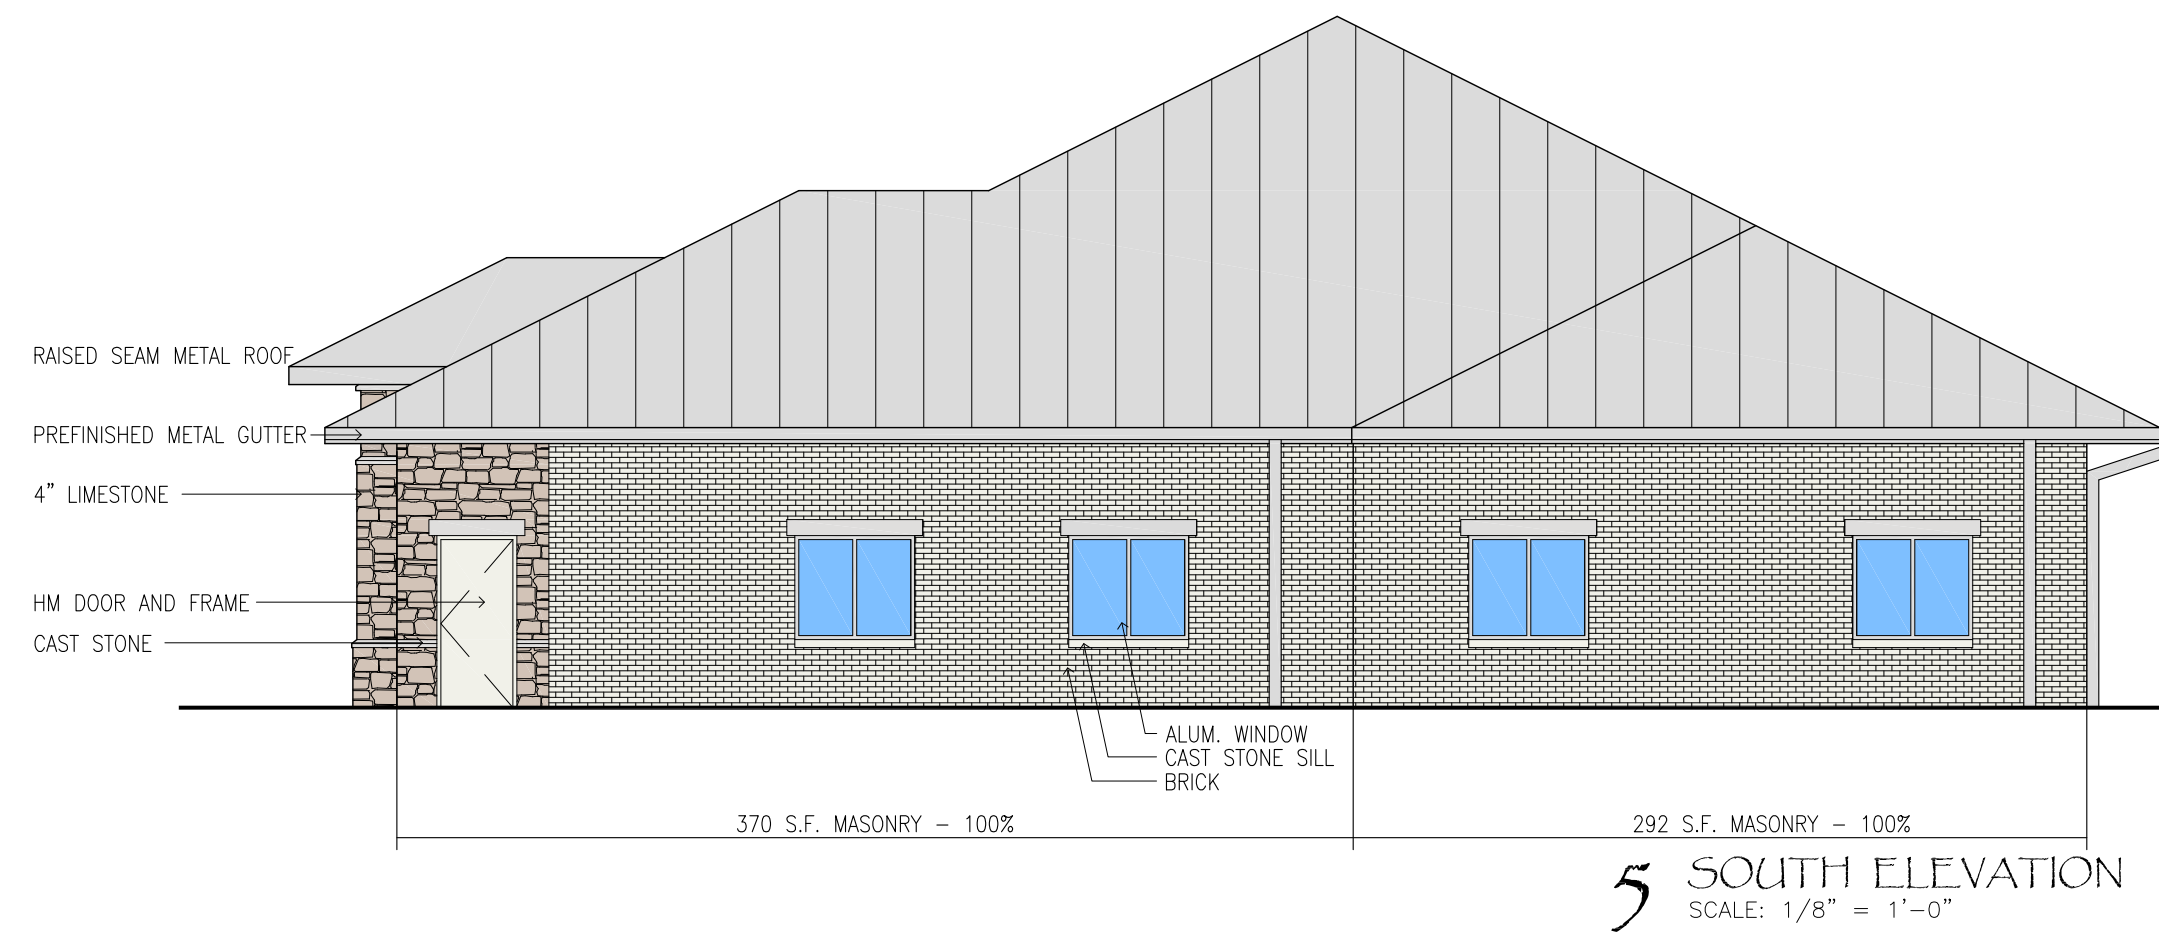 RAISED SEAM METAL ROOF
PREFINISHED METAL GUTTER
4” LIMESTONE
HM DOOR AND FRAME
CAST STONE
ALUM. WINDOW
CAST STONE SILL
BRICK
370 S.F. MASONRY – 100%
292 S.F. MASONRY – 100%
5 SOUTH ELEVATION
SCALE: 1/8” = 1’–0”